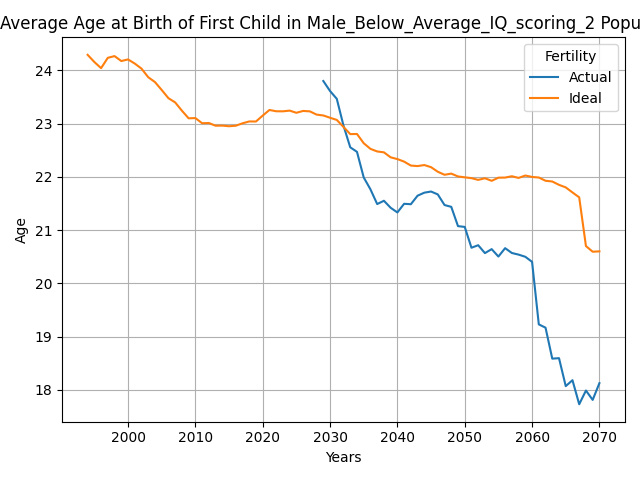 Average Age at Birth of First Child in Male_Below_Average_IQ_scoring_2 Popu
Fertility
Actual
Ideal
24
23
22
21
20
19
18
Age
2000 2010 2020 2030 2040 2050 2060 2070
Years